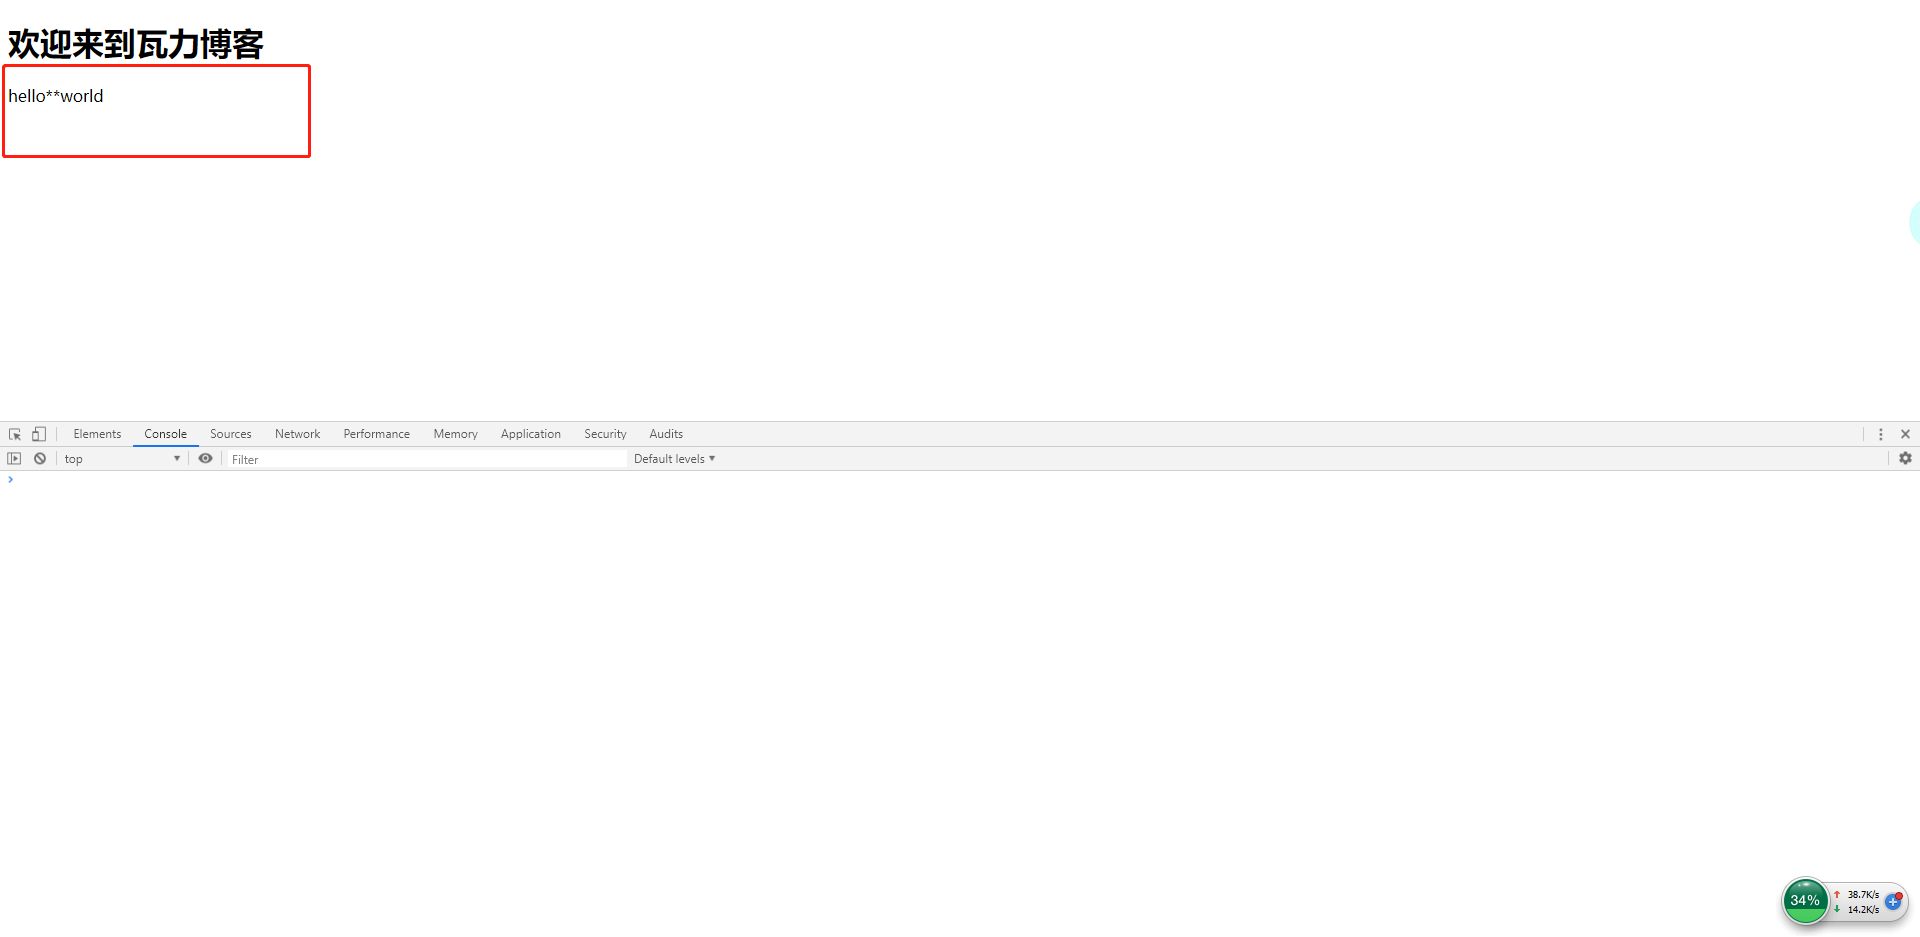 欢迎来到瓦力博客
hello**world
Elements Console Sources Network Performance Memory Application Security Audits
top Filter Default levels
34% 38.7K/s
14.2K/s